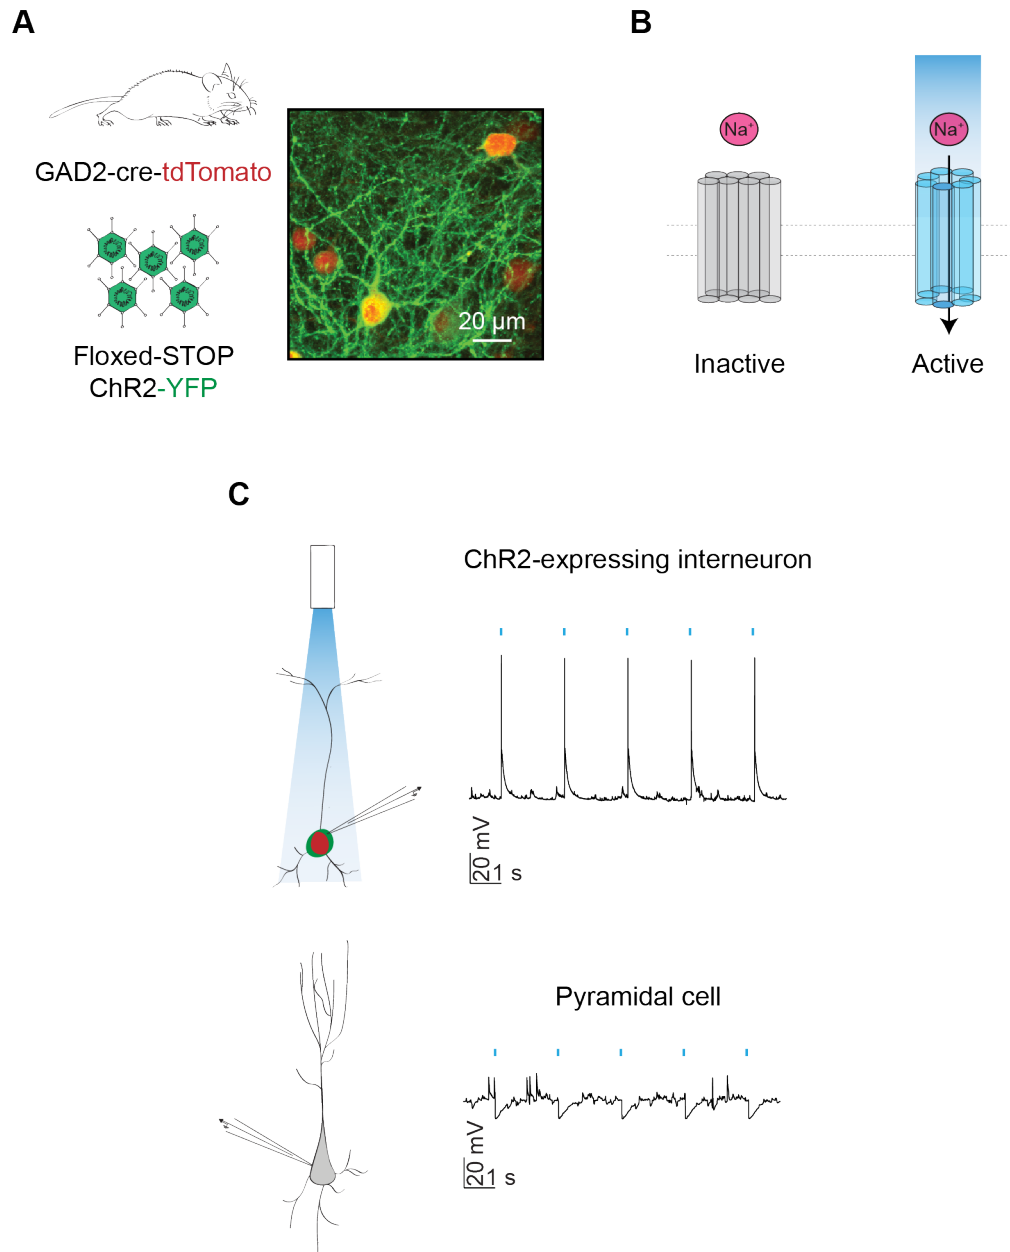 A
GAD2-cre-tdTomato
Floxed-STOP
ChR2-YFP
20 µm
B
Na⁺
Na⁺
Inactive
Active
C
ChR2-expressing interneuron
20 mV
1 s
Pyramidal cell
20 mV
1 s